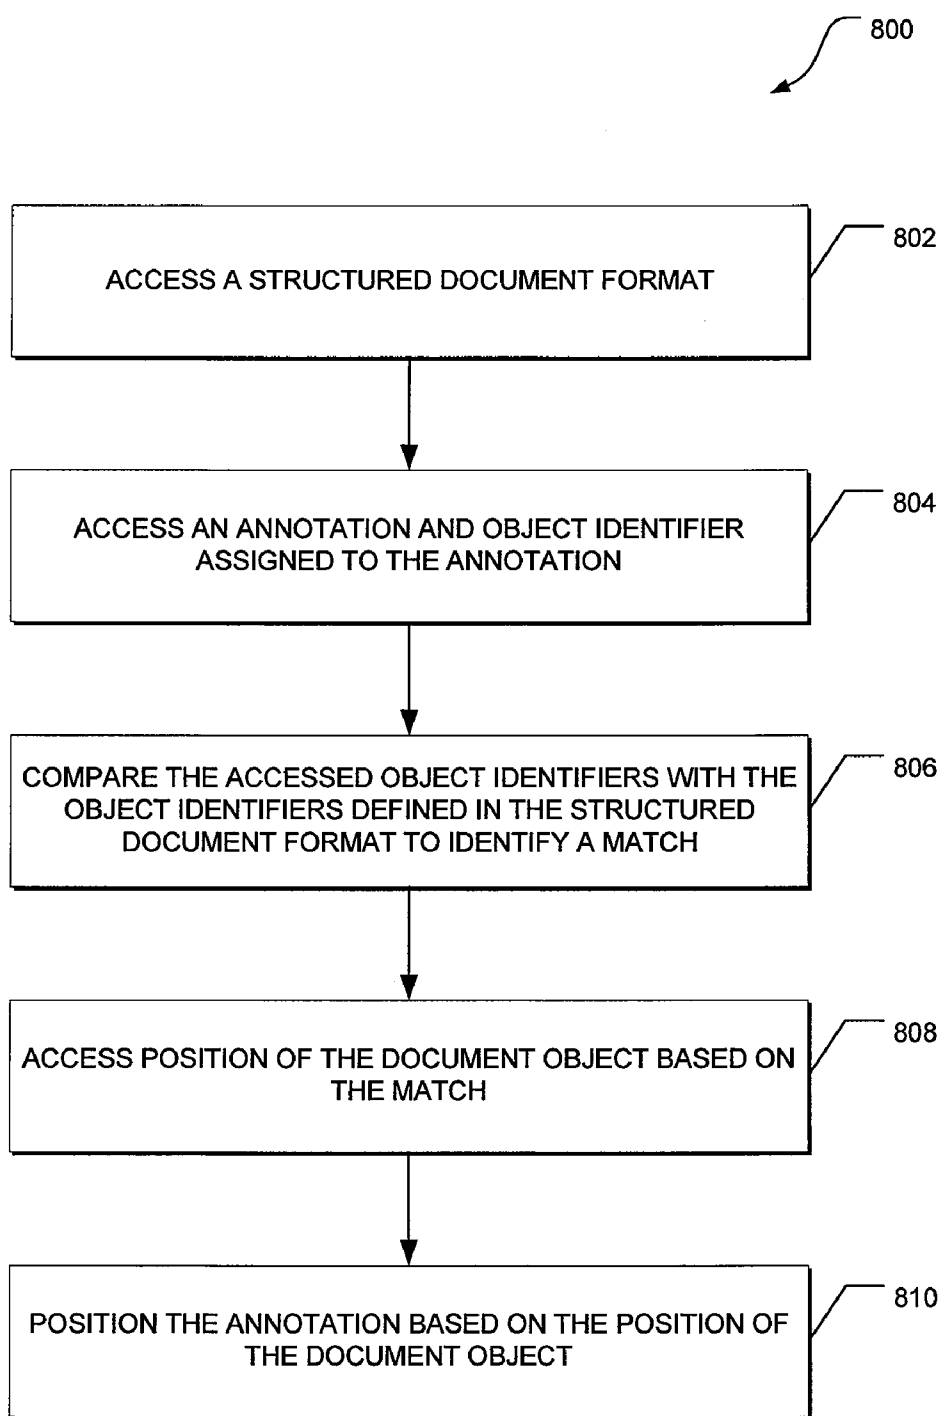 800
802
ACCESS A STRUCTURED DOCUMENT FORMAT
804
ACCESS AN ANNOTATION AND OBJECT IDENTIFIER
ASSIGNED TO THE ANNOTATION
806
COMPARE THE ACCESSED OBJECT IDENTIFIERS WITH THE
OBJECT IDENTIFIERS DEFINED IN THE STRUCTURED
DOCUMENT FORMAT TO IDENTIFY A MATCH
808
ACCESS POSITION OF THE DOCUMENT OBJECT BASED ON
THE MATCH
810
POSITION THE ANNOTATION BASED ON THE POSITION OF
THE DOCUMENT OBJECT